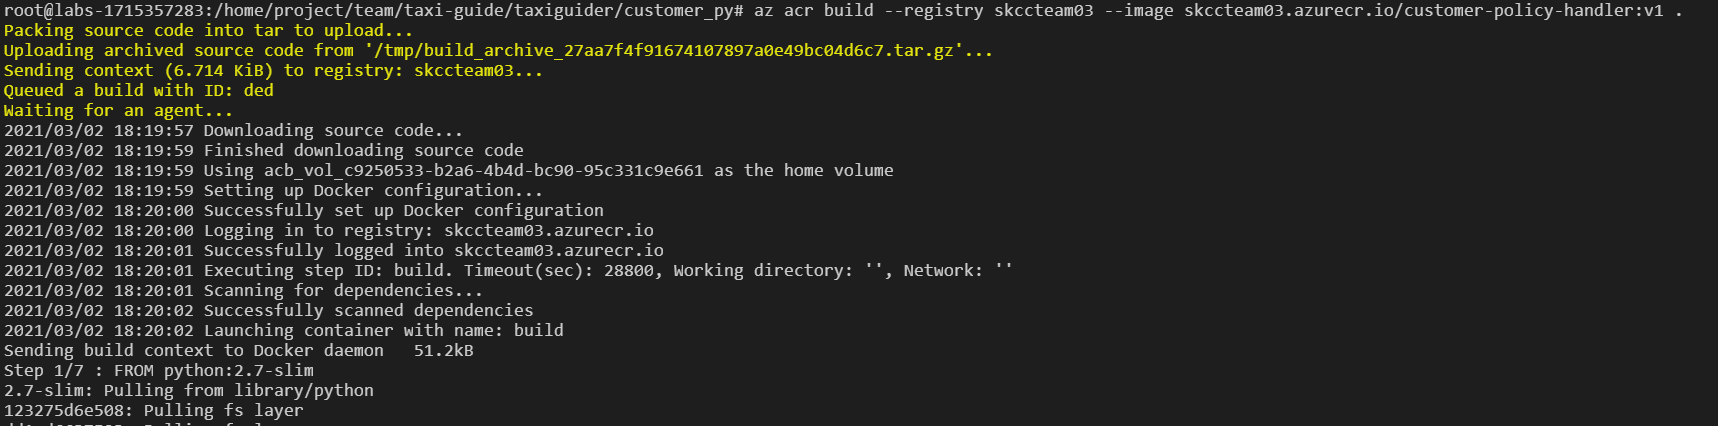 root@labs-1715357283:/home/project/team/taxi-guide/taxiguider/customer_py# az acr build --registry skccteam03 --image skccteam03.azurecr.io/customer-policy-handler:v1 .
Packing source code into tar to upload...
Uploading archived source code from '/tmp/build_archive_27aa7f4f91674107897a0e49bc04d6c7.tar.gz'...
Sending context (6.714 KiB) to registry: skccteam03...
Queued a build with ID: ded
Waiting for an agent...
2021/03/02 18:19:57 Downloading source code...
2021/03/02 18:19:59 Finished downloading source code
2021/03/02 18:19:59 Using acb_vol_c9250533-b2a6-4b4d-bc90-95c331c9e661 as the home volume
2021/03/02 18:19:59 Setting up Docker configuration...
2021/03/02 18:20:00 Successfully set up Docker configuration
2021/03/02 18:20:00 Logging in to registry: skccteam03.azurecr.io
2021/03/02 18:20:01 Successfully logged into skccteam03.azurecr.io
2021/03/02 18:20:01 Executing step ID: build. Timeout(sec): 28800, Working directory: '', Network: ''
2021/03/02 18:20:01 Scanning for dependencies...
2021/03/02 18:20:02 Successfully scanned dependencies
2021/03/02 18:20:02 Launching container with name: build
Sending build context to Docker daemon   51.2kB
Step 1/7 : FROM python:2.7-slim
2.7-slim: Pulling from library/python
123275d6e508: Pulling fs layer